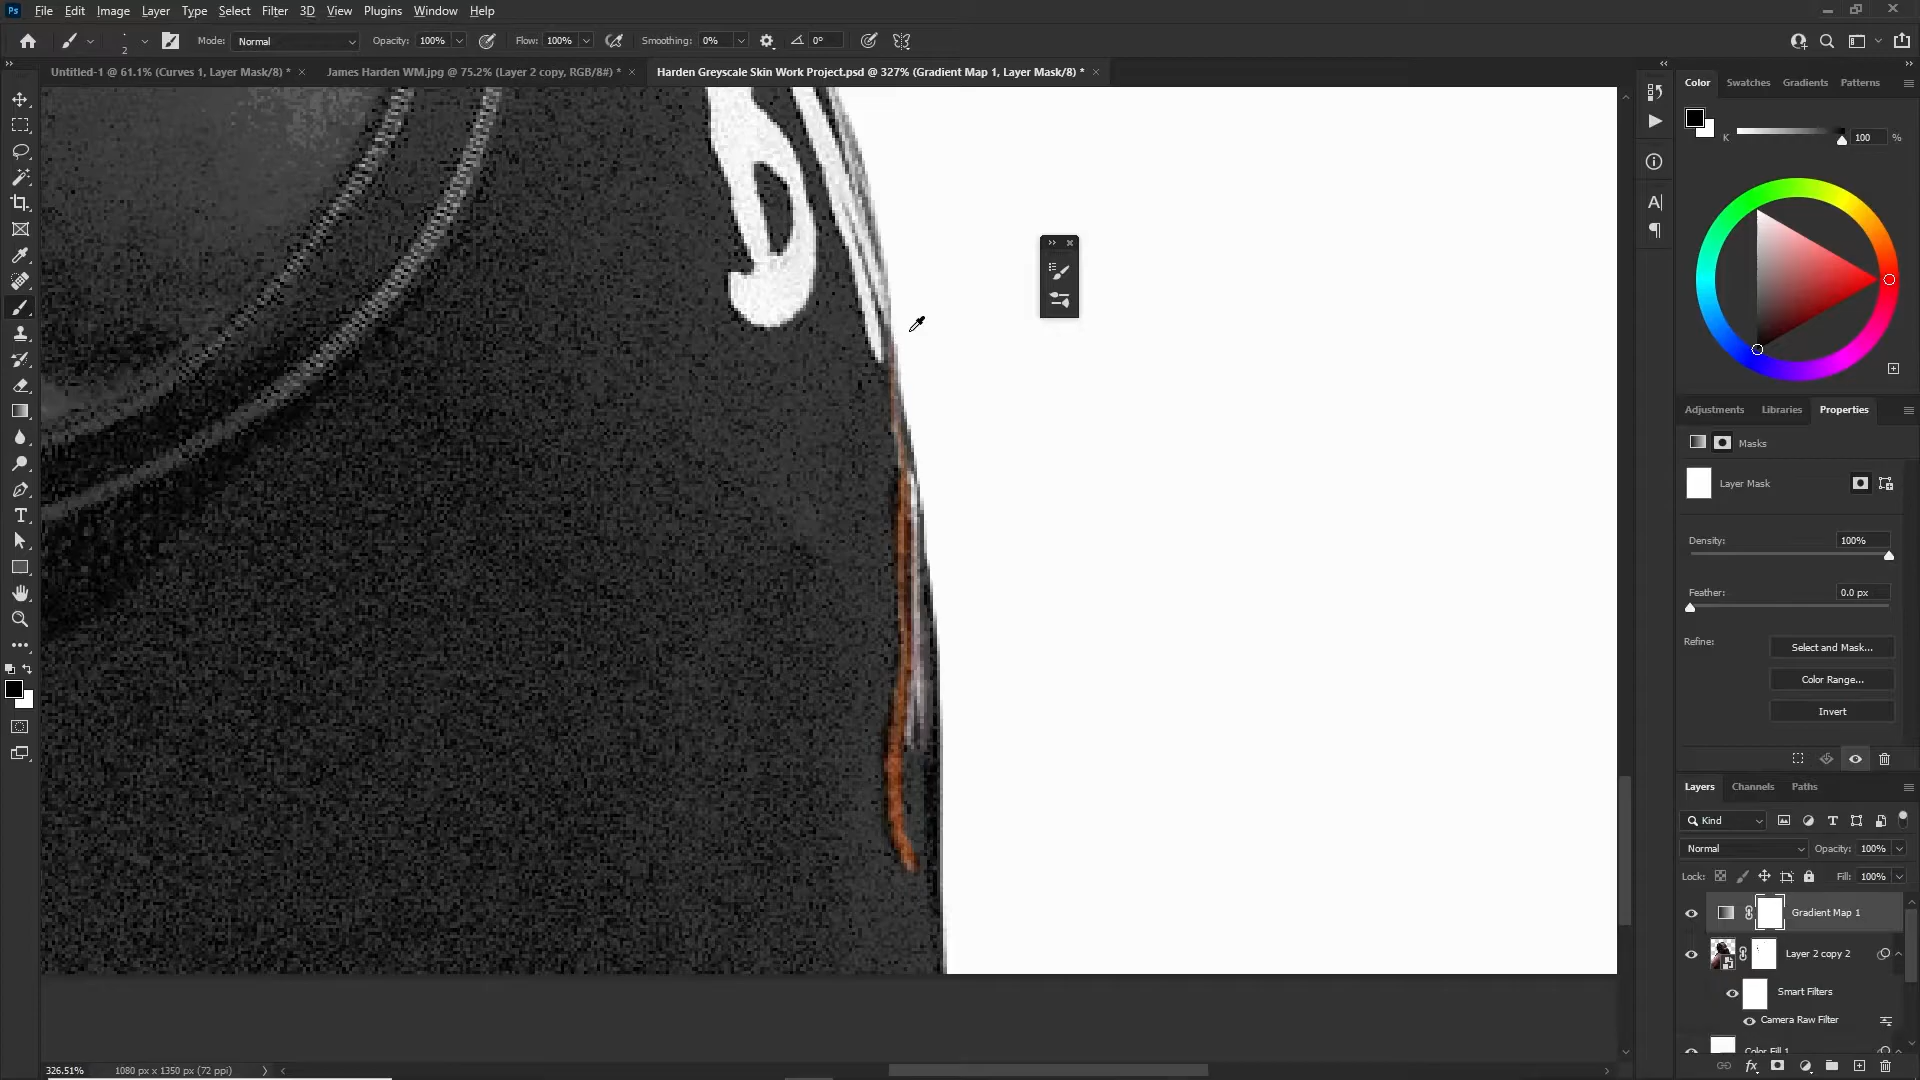 Ps File Edit Image Layer Type Select Filter 3D View Plugins Window Help
2 Mode: Normal Opacity: 100% Flow: 100% Smoothing: 0% 0°
Untitled-1 @ 61.1% (Curves 1, Layer Mask/8) * James Harden WM.jpg @ 75.2% (Layer 2 copy, RGB/8#) * Harden Greyscale Skin Work Project.psd @ 327% (Gradient Map 1, Layer Mask/8) *
Color Swatches Gradients Patterns
K 100 %
Adjustments Libraries Properties
Masks
Layer Mask
Density: 100%
Feather: 0.0 px
Refine: Select and Mask...
Color Range...
Invert
Layers Channels Paths
Kind
Normal Opacity: 100%
Lock: Fill: 100%
Gradient Map 1
Layer 2 copy 2
Smart Filters
Camera Raw Filter
Color Fill 1
326.51% 1080 px x 1350 px (72 ppi)